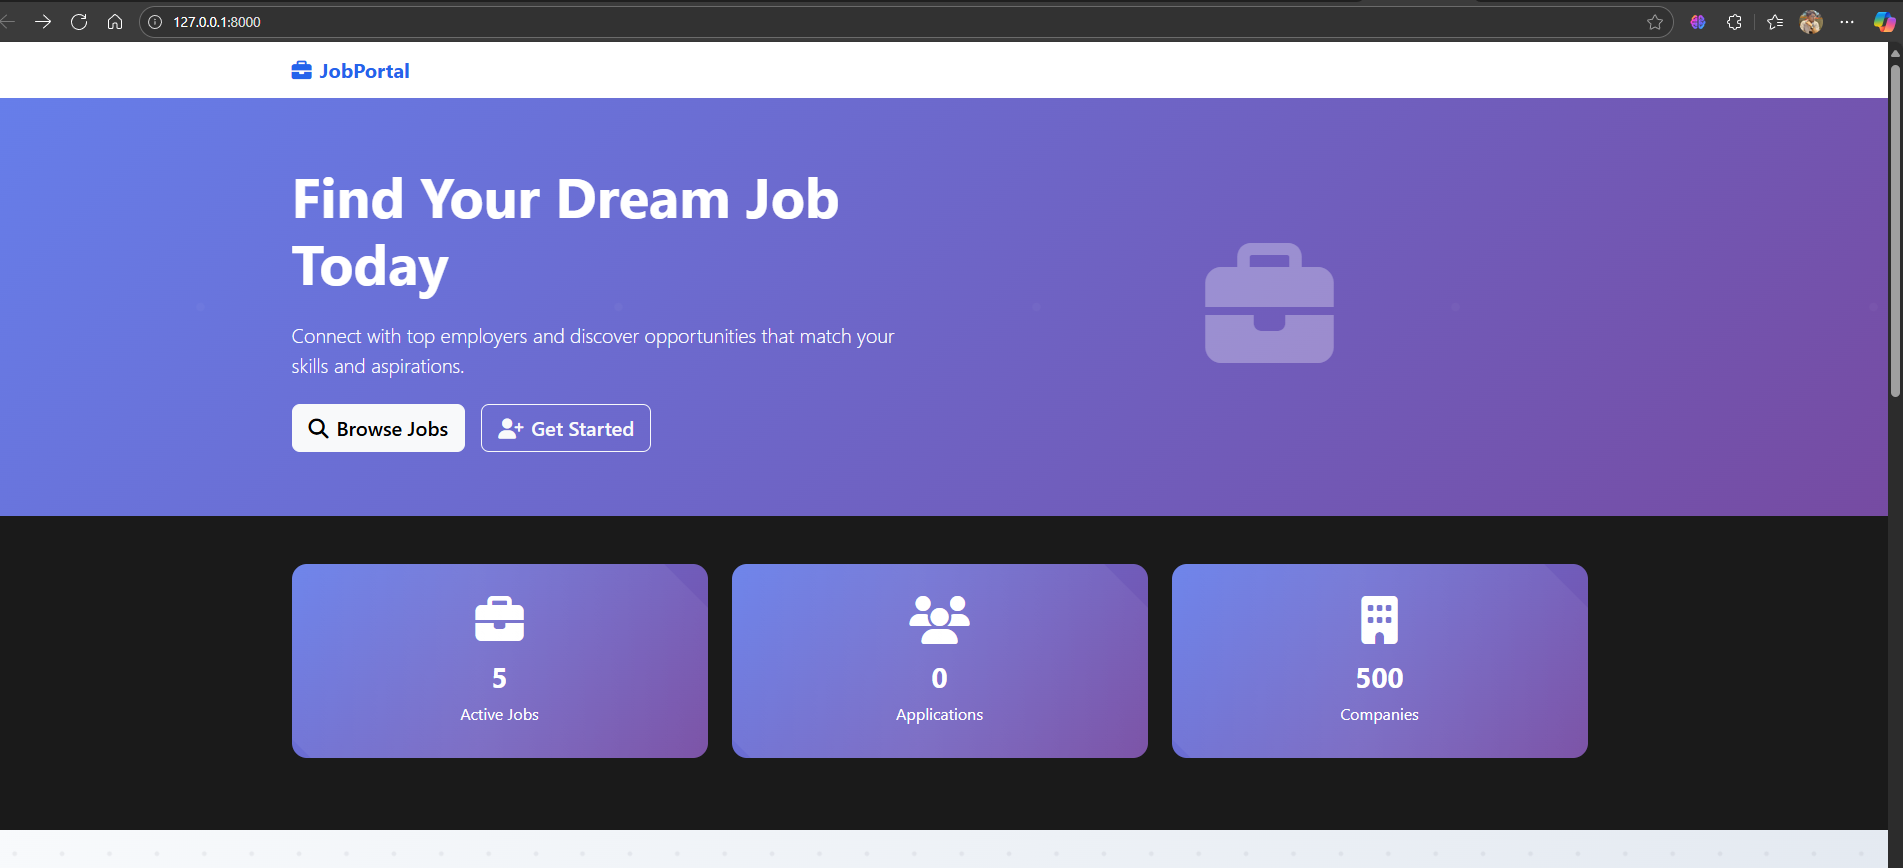 127.0.0.1:8000
JobPortal
Find Your Dream Job
Today
Connect with top employers and discover opportunities that match your
skills and aspirations.
Browse Jobs
Get Started
5
Active Jobs
0
Applications
500
Companies